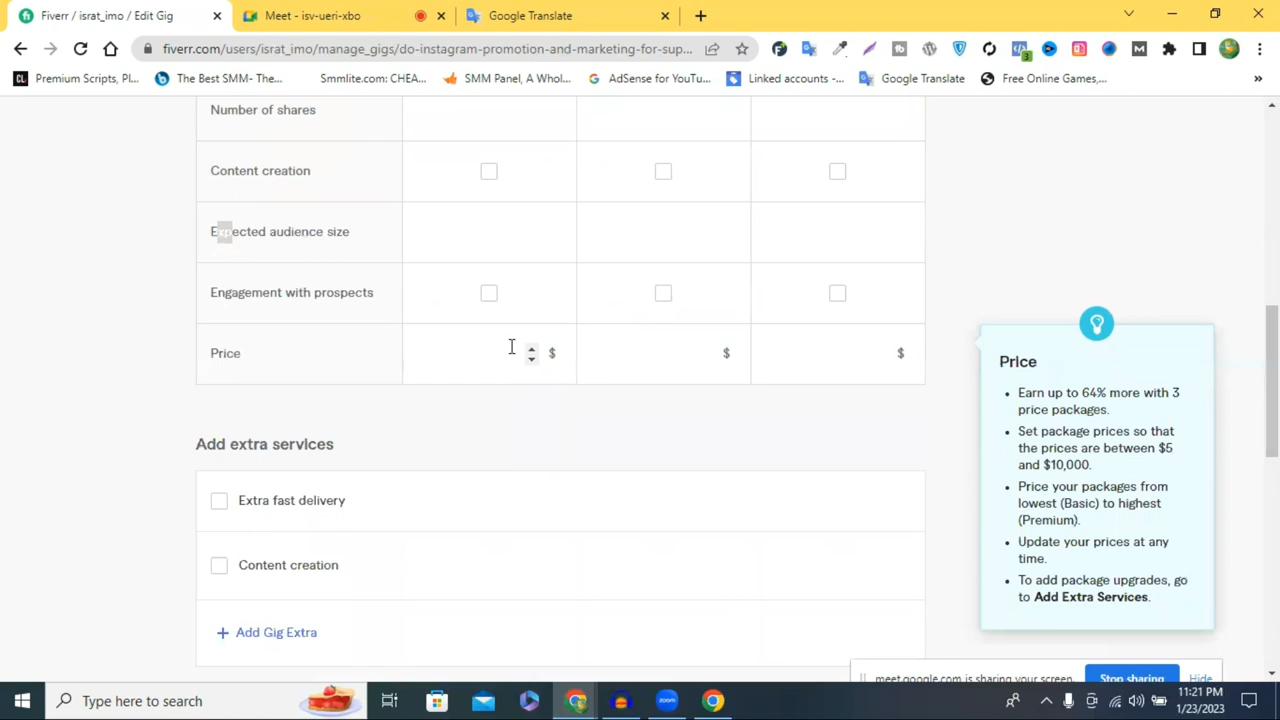 Fiverr / israt_imo / Edit Gig
Meet - isv-ueri-xbo
Google Translate
fiverr.com/users/israt_imo/manage_gigs/do-instagram-promotion-and-marketing-for-sup...
3
CL Premium Scripts, Pl...
The Best SMM- The...
Smmlite.com: CHEA...
SMM Panel, A Whol...
AdSense for YouTu...
Linked accounts -...
Google Translate
Free Online Games,...
»
Number of shares
Content creation
Expected audience size
Engagement with prospects
Price
$
$
$
Add extra services
Extra fast delivery
Content creation
+ Add Gig Extra
Price
• Earn up to 64% more with 3
price packages.
• Set package prices so that
the prices are between $5
and $10,000.
• Price your packages from
lowest (Basic) to highest
(Premium).
• Update your prices at any
time.
• To add package upgrades, go
to Add Extra Services.
meet.google.com is sharing your screen.
Stop sharing
Hide
Type here to search
zoom
11:21 PM
1/23/2023